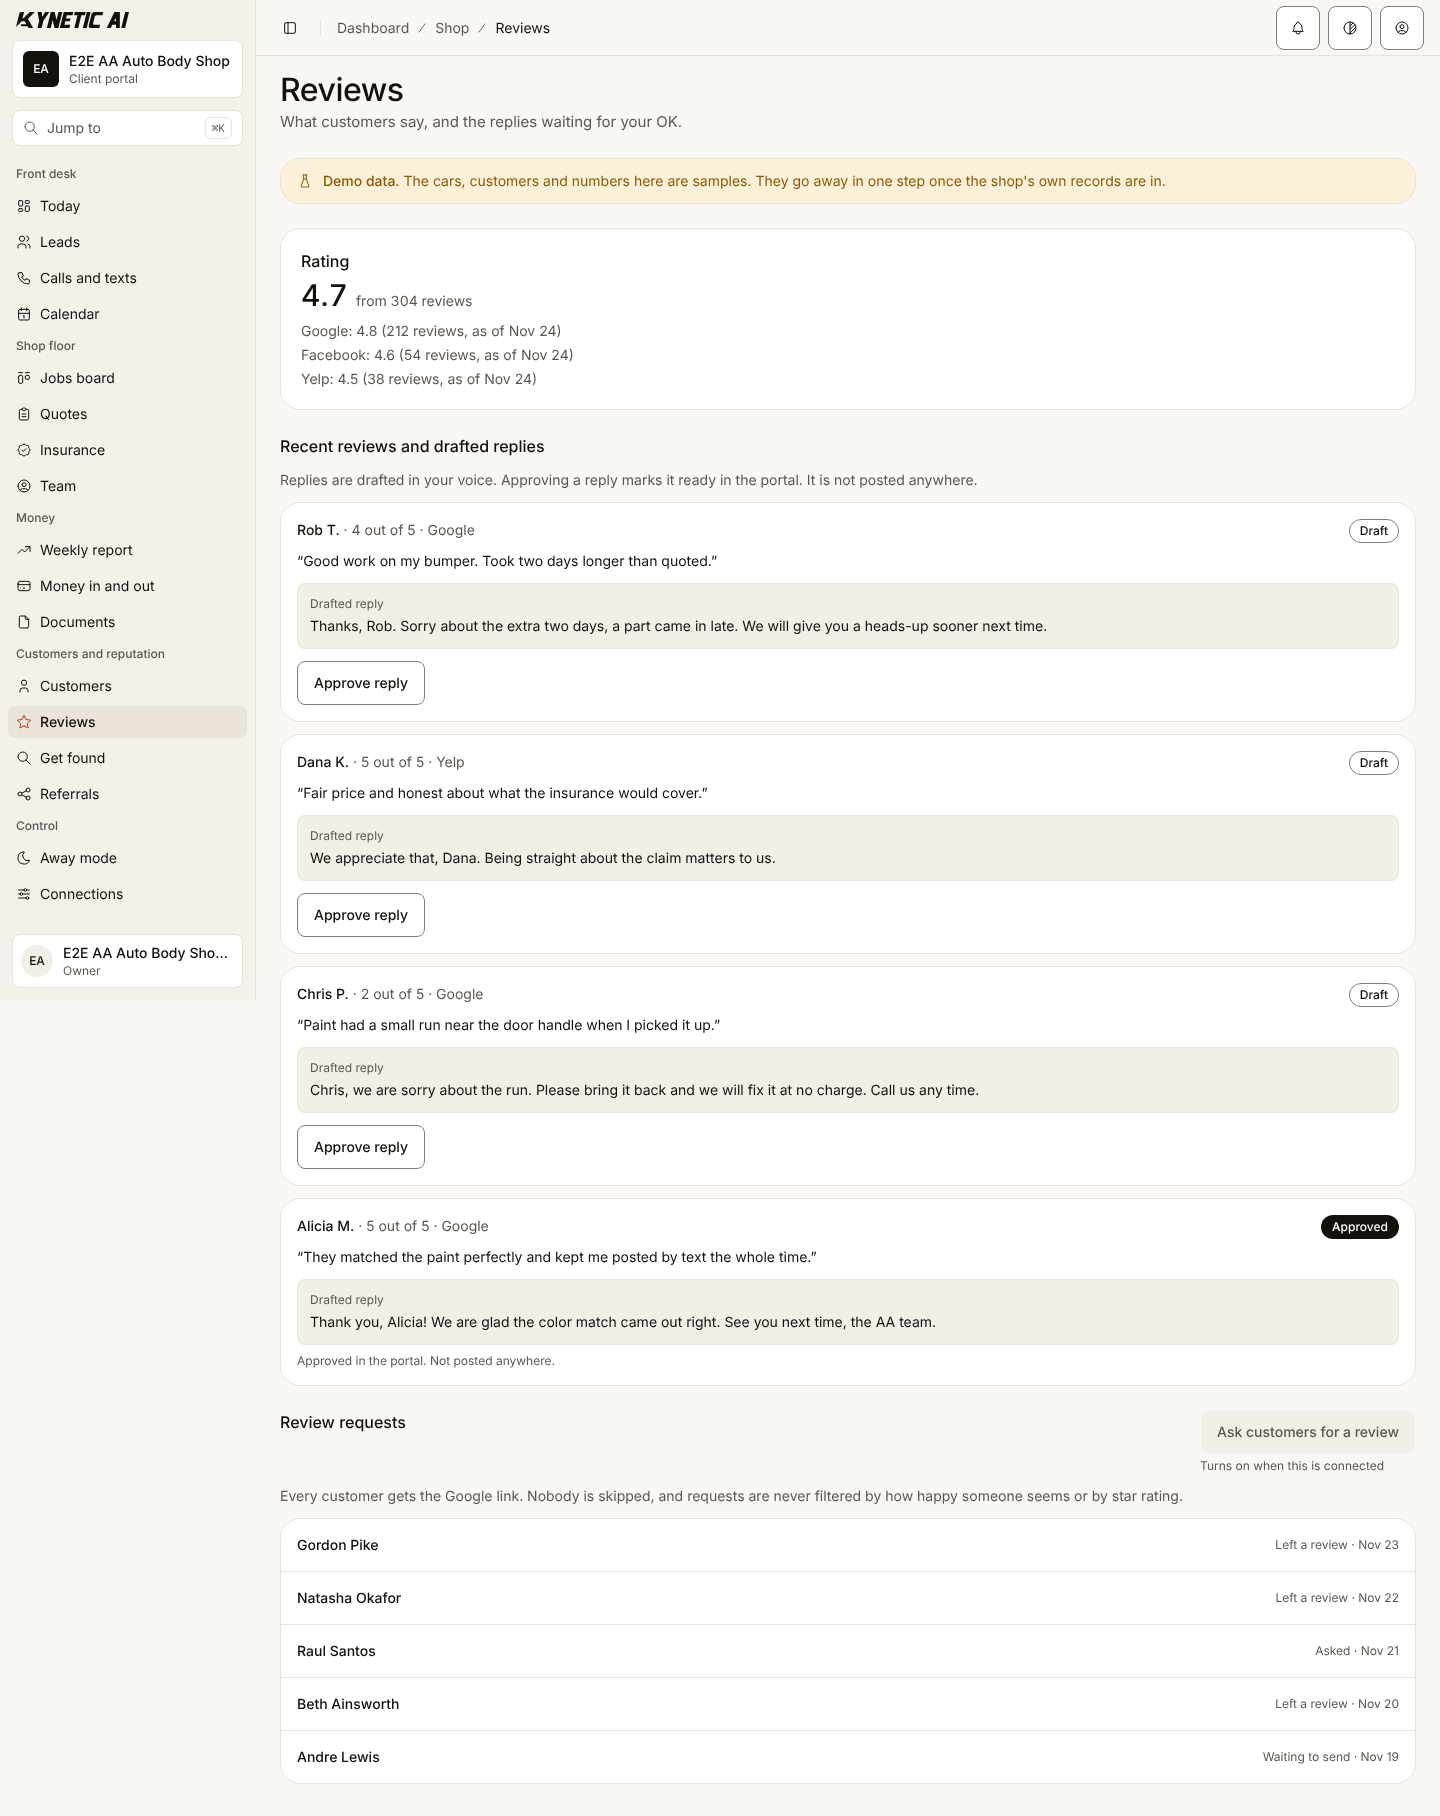 KYNETIC AI
EA
E2E AA Auto Body Shop
Client portal
Jump to
⌘K
Front desk
Today
Leads
Calls and texts
Calendar
Shop floor
Jobs board
Quotes
Insurance
Team
Money
Weekly report
Money in and out
Documents
Customers and reputation
Customers
Reviews
Get found
Referrals
Control
Away mode
Connections
EA
E2E AA Auto Body Sho...
Owner
Dashboard / Shop / Reviews
Reviews
What customers say, and the replies waiting for your OK.
Demo data. The cars, customers and numbers here are samples. They go away in one step once the shop's own records are in.
Rating
4.7 from 304 reviews
Google: 4.8 (212 reviews, as of Nov 24)
Facebook: 4.6 (54 reviews, as of Nov 24)
Yelp: 4.5 (38 reviews, as of Nov 24)
Recent reviews and drafted replies
Replies are drafted in your voice. Approving a reply marks it ready in the portal. It is not posted anywhere.
Rob T. · 4 out of 5 · Google
Draft
“Good work on my bumper. Took two days longer than quoted.”
Drafted reply
Thanks, Rob. Sorry about the extra two days, a part came in late. We will give you a heads-up sooner next time.
Approve reply
Dana K. · 5 out of 5 · Yelp
Draft
“Fair price and honest about what the insurance would cover.”
Drafted reply
We appreciate that, Dana. Being straight about the claim matters to us.
Approve reply
Chris P. · 2 out of 5 · Google
Draft
“Paint had a small run near the door handle when I picked it up.”
Drafted reply
Chris, we are sorry about the run. Please bring it back and we will fix it at no charge. Call us any time.
Approve reply
Alicia M. · 5 out of 5 · Google
Approved
“They matched the paint perfectly and kept me posted by text the whole time.”
Drafted reply
Thank you, Alicia! We are glad the color match came out right. See you next time, the AA team.
Approved in the portal. Not posted anywhere.
Review requests
Ask customers for a review
Turns on when this is connected
Every customer gets the Google link. Nobody is skipped, and requests are never filtered by how happy someone seems or by star rating.
Gordon Pike
Left a review · Nov 23
Natasha Okafor
Left a review · Nov 22
Raul Santos
Asked · Nov 21
Beth Ainsworth
Left a review · Nov 20
Andre Lewis
Waiting to send · Nov 19